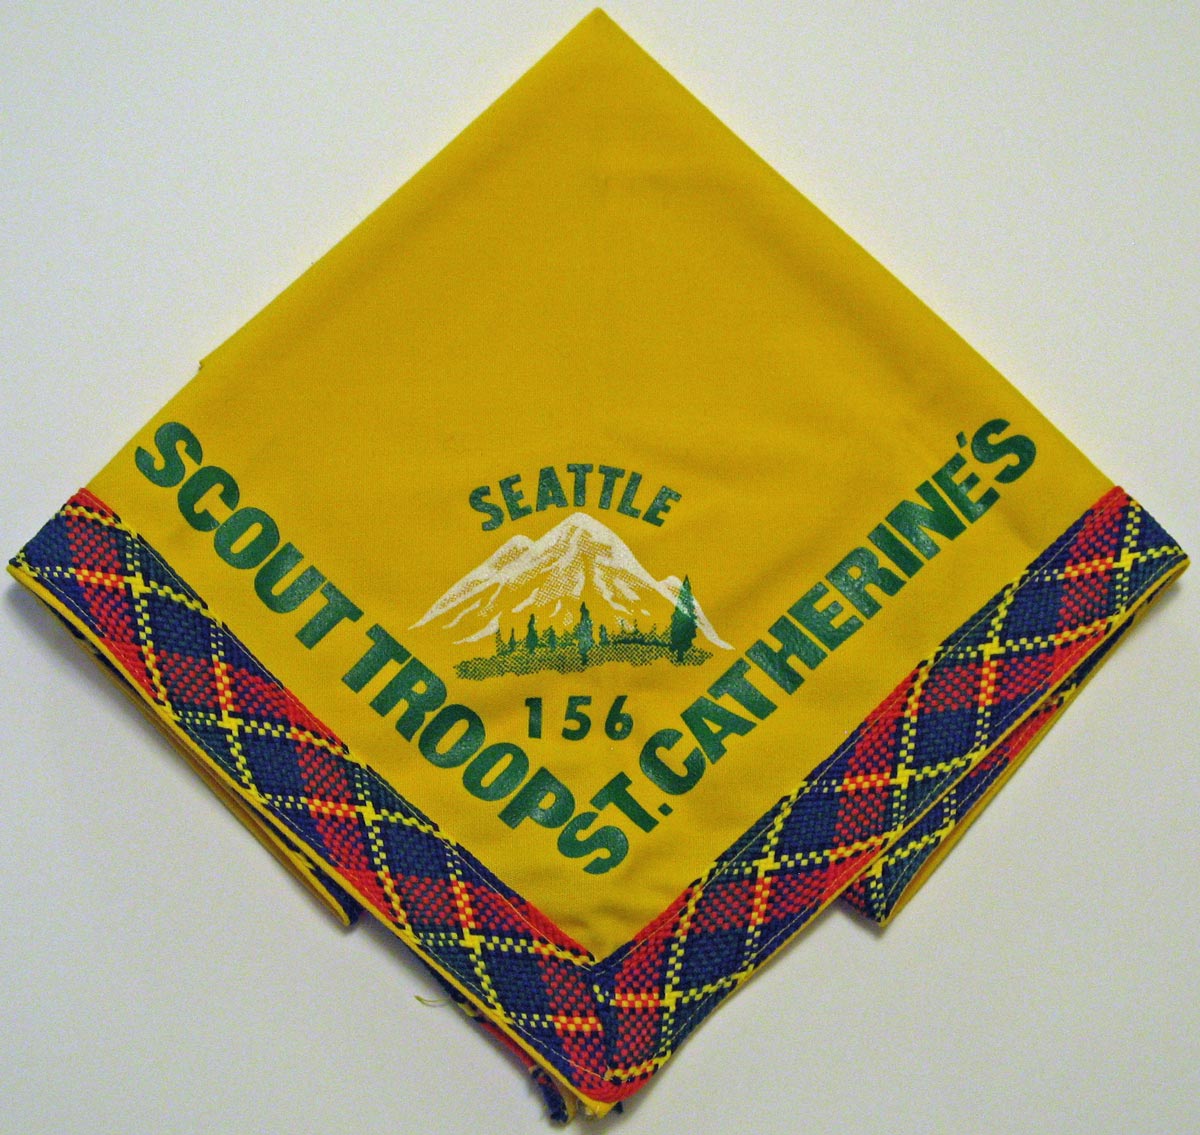 SEATTLE
156
SCOUT TROOP
ST. CATHERINE'S